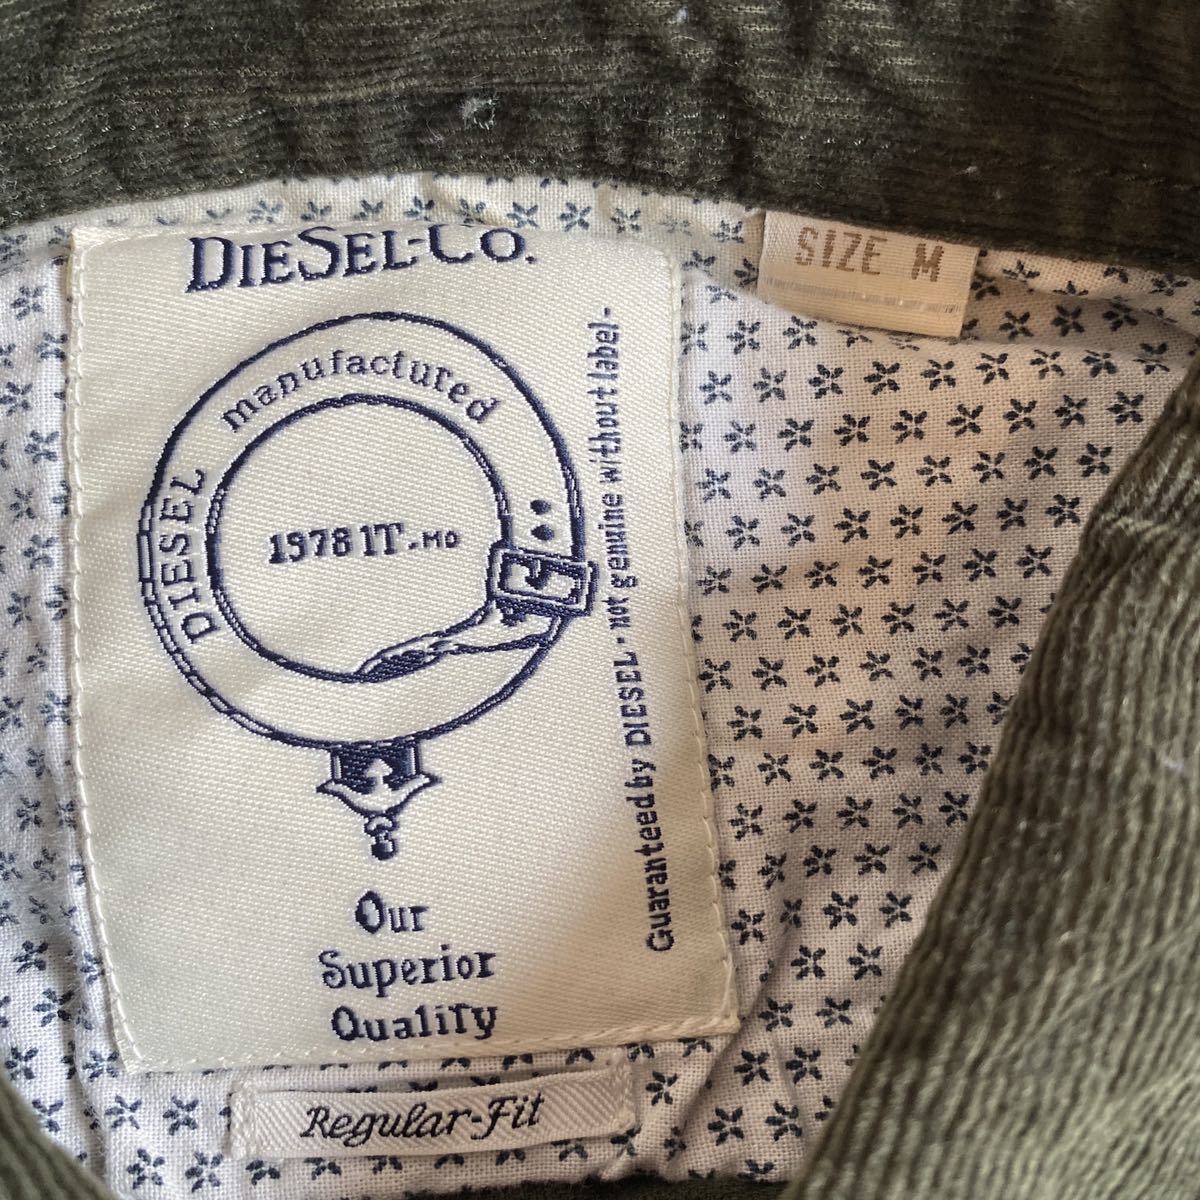 DIESEL-CO.
SIZE M
manufactured
DIESEL
1978 IT.MO
Guaranteed by DIESEL - not genuine without label -
Our
Superior
Quality
Regular-Fit